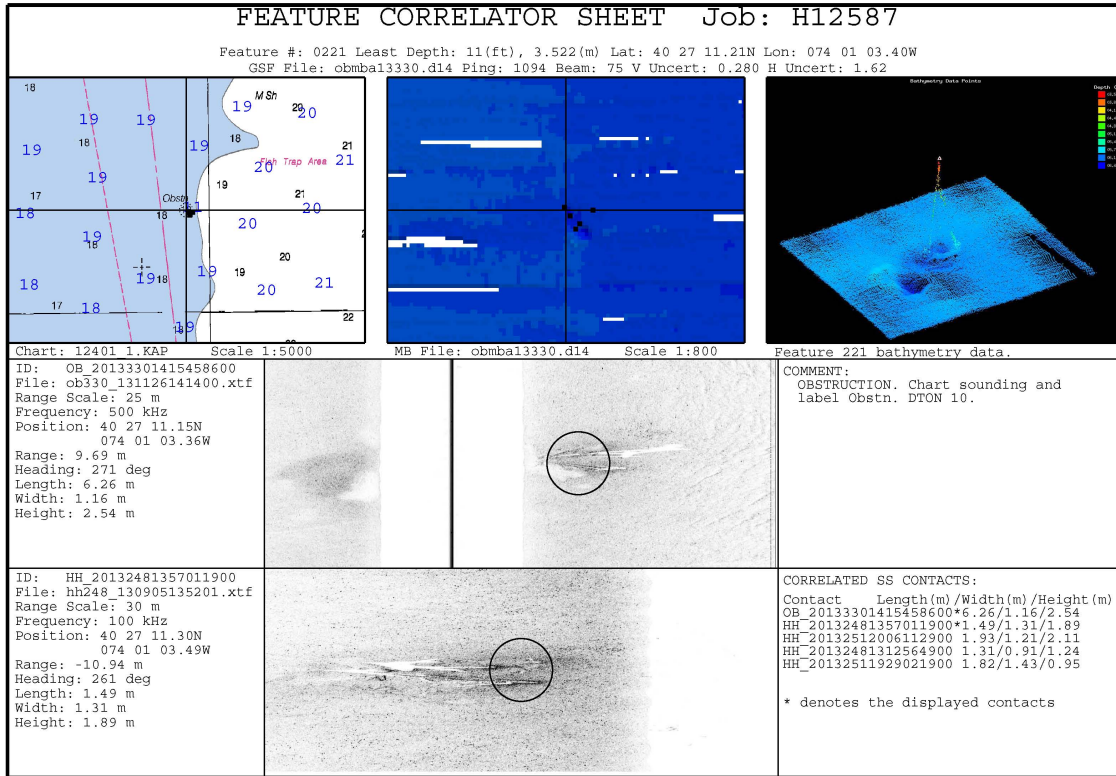 FEATURE CORRELATOR SHEET Job: H12587
Feature #: 0221 Least Depth: 11(ft), 3.522(m) Lat: 40 27 11.21N Lon: 074 01 03.40W
GSF File: obmba13330.d14 Ping: 1094 Beam: 75 V Uncert: 0.280 H Uncert: 1.62
18
19
M Sh
20
20
19
19
18
19
19
18
21
Fish Trap Area
20
21
19
19
17
Obstn
21
18
18
20
20
19
18
22
20
19
18
19
19
21
18
20
17
18
19
18
22
20
Chart: 12401_1.KAP Scale 1:5000
MB File: obmba13330.d14 Scale 1:800
Bathymetry Data Points
Feature 221 bathymetry data.
ID: OB_20133301415458600
File: ob330_131126141400.xtf
Range Scale: 25 m
Frequency: 500 kHz
Position: 40 27 11.15N
074 01 03.36W
Range: 9.69 m
Heading: 271 deg
Length: 6.26 m
Width: 1.16 m
Height: 2.54 m
COMMENT:
OBSTRUCTION. Chart sounding and
label Obstn. DTON 10.
ID: HH_20132481357011900
File: hh248_130905135201.xtf
Range Scale: 30 m
Frequency: 100 kHz
Position: 40 27 11.30N
074 01 03.49W
Range: -10.94 m
Heading: 261 deg
Length: 1.49 m
Width: 1.31 m
Height: 1.89 m
CORRELATED SS CONTACTS:
Contact Length(m)/Width(m)/Height(m)
OB_20133301415458600*6.26/1.16/2.54
HH_20132481357011900*1.49/1.31/1.89
HH_20132512006112900 1.93/1.21/2.11
HH_20132481312564900 1.31/0.91/1.24
HH_20132511929021900 1.82/1.43/0.95
* denotes the displayed contacts